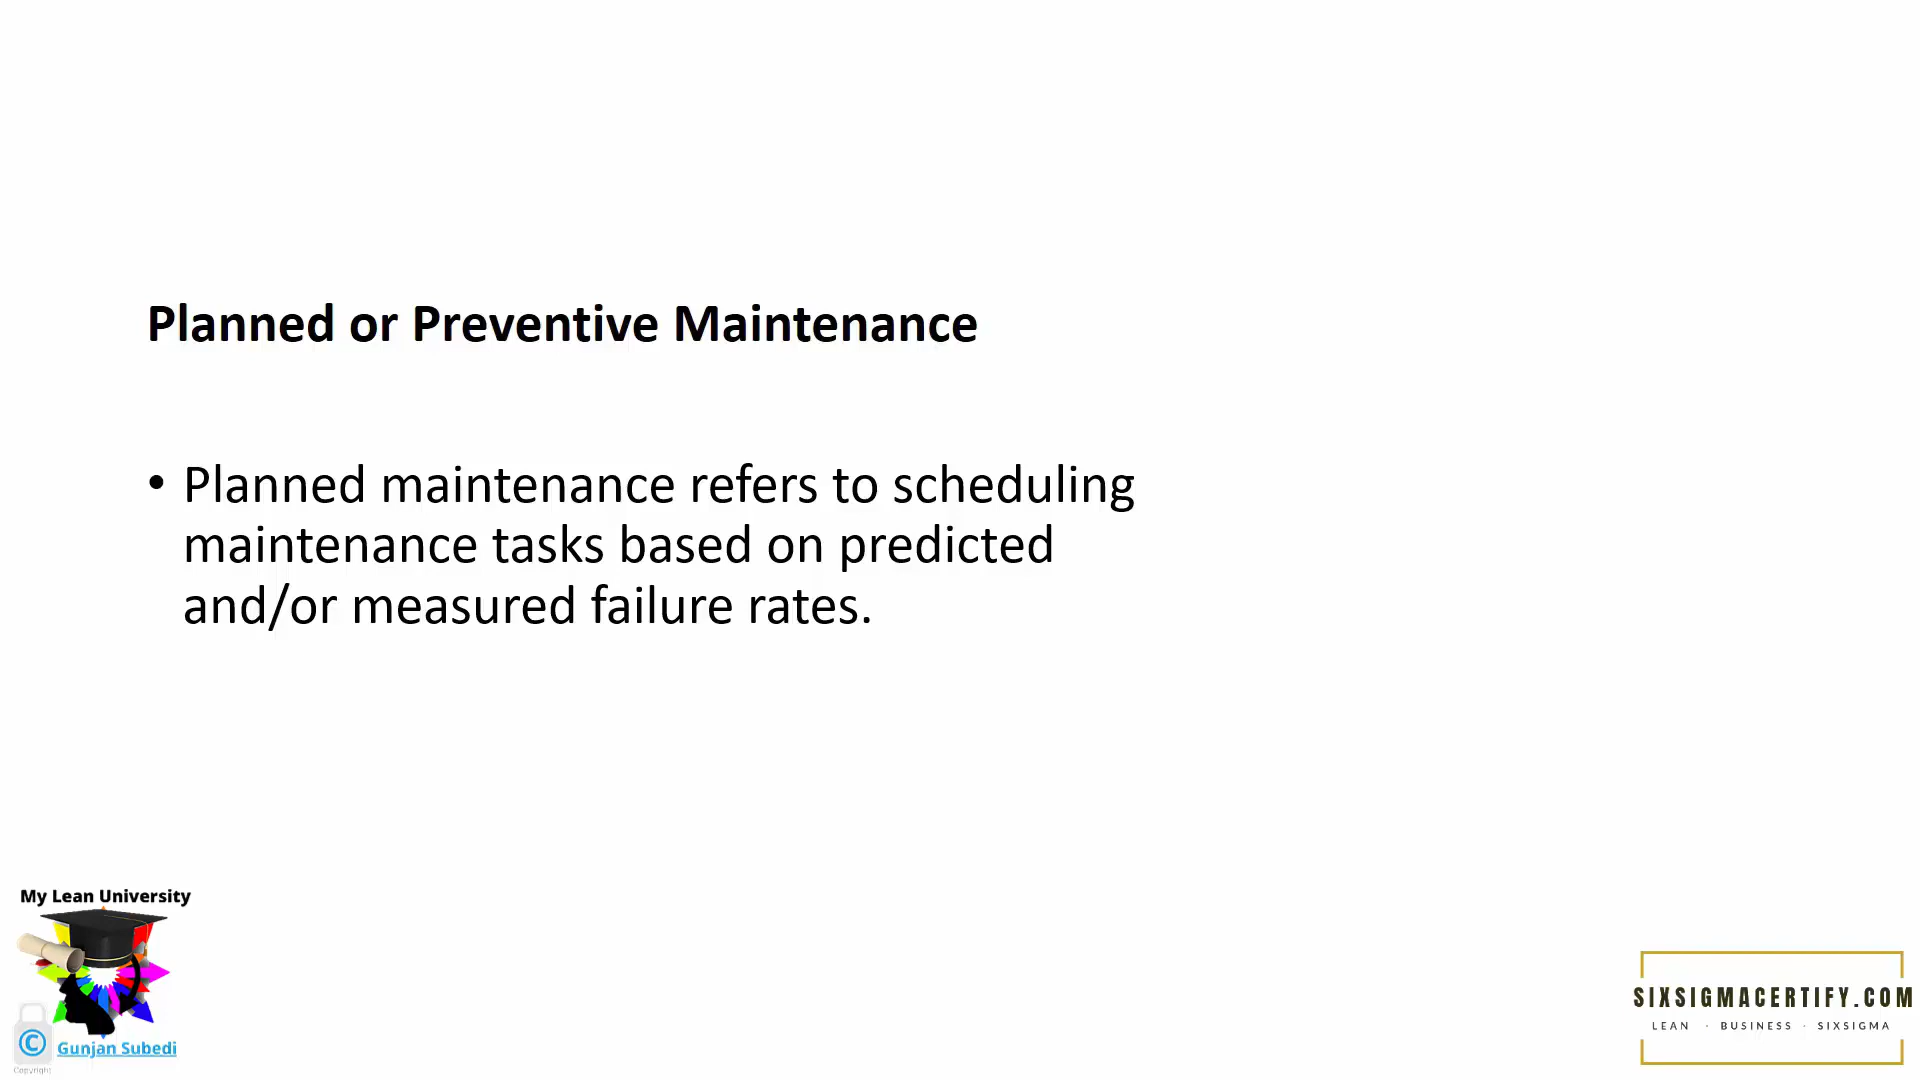 Planned or Preventive Maintenance
• Planned maintenance refers to scheduling
maintenance tasks based on predicted
and/or measured failure rates.
My Lean University
© Gunjan Subedi
Copyright
SIXSIGMACERTIFY.COM
LEAN · BUSINESS · SIXSIGMA